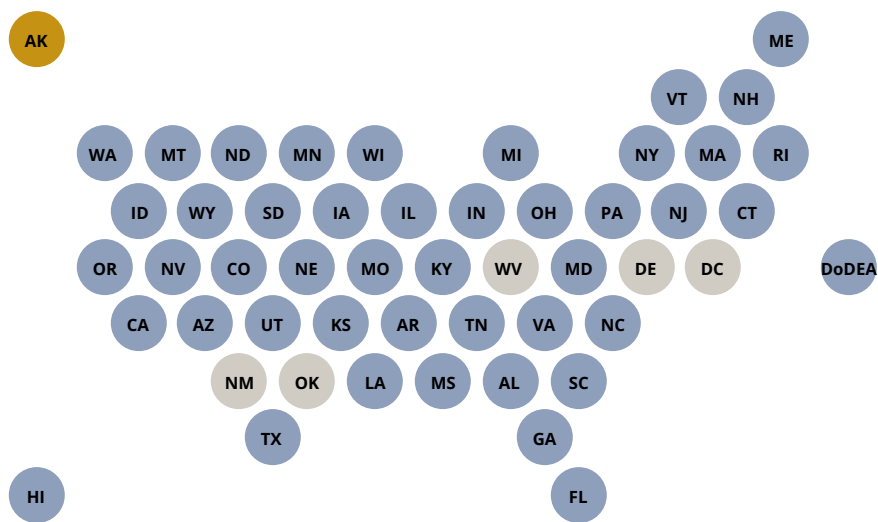 AK ME
VT NH
WA MT ND MN WI MI NY MA RI
ID WY SD IA IL IN OH PA NJ CT
OR NV CO NE MO KY WV MD DE DC DoDEA
CA AZ UT KS AR TN VA NC
NM OK LA MS AL SC
TX GA
HI FL